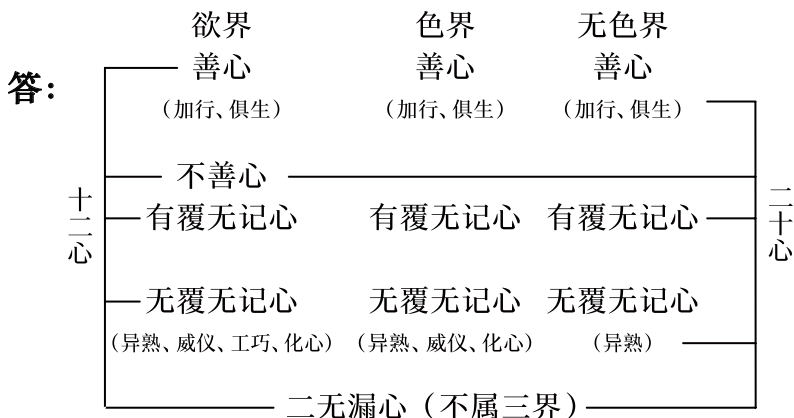 欲界 色界 无色界
答： 善心 善心 善心
（加行、俱生） （加行、俱生） （加行、俱生）
不善心
十二心 有覆无记心 有覆无记心 有覆无记心 二十心
无覆无记心 无覆无记心 无覆无记心
（异熟、威仪、工巧、化心） （异熟、威仪、化心） （异熟）
二无漏心（不属三界）